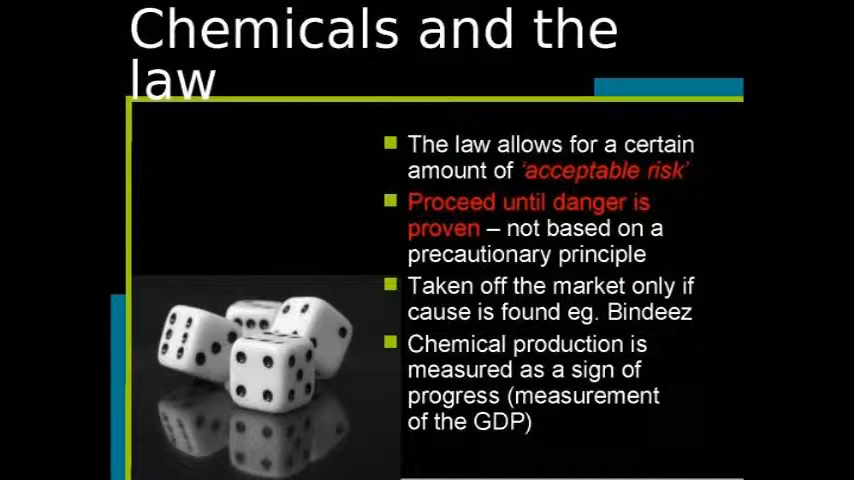 Chemicals and the
law
The law allows for a certain
amount of ‘acceptable risk’
Proceed until danger is
proven – not based on a
precautionary principle
Taken off the market only if
cause is found eg. Bindeez
Chemical production is
measured as a sign of
progress (measurement
of the GDP)